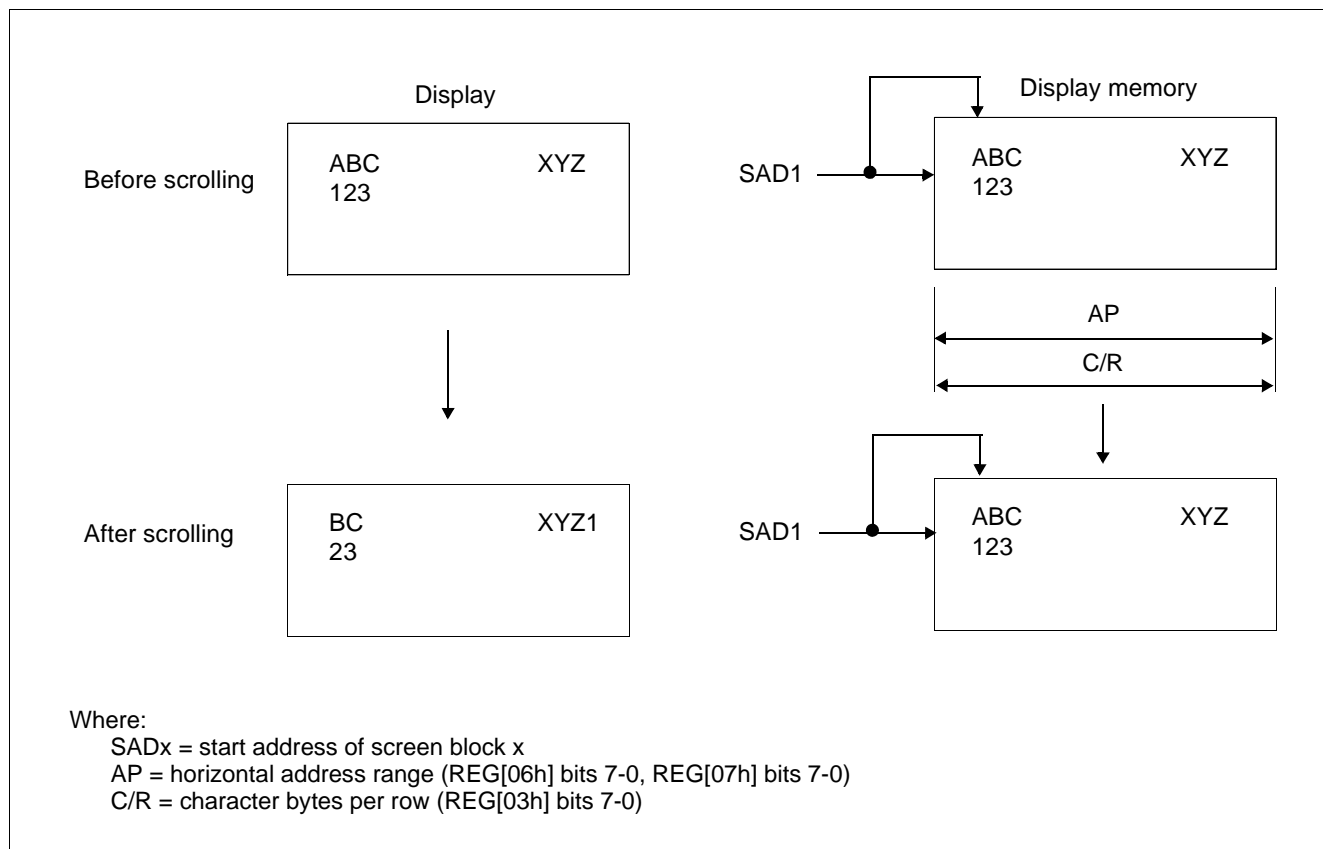 Display
Display memory
Before scrolling
ABC XYZ
123
SAD1
ABC XYZ
123
AP
C/R
After scrolling
BC XYZ1
23
SAD1
ABC XYZ
123
Where:
SADx = start address of screen block x
AP = horizontal address range (REG[06h] bits 7-0, REG[07h] bits 7-0)
C/R = character bytes per row (REG[03h] bits 7-0)